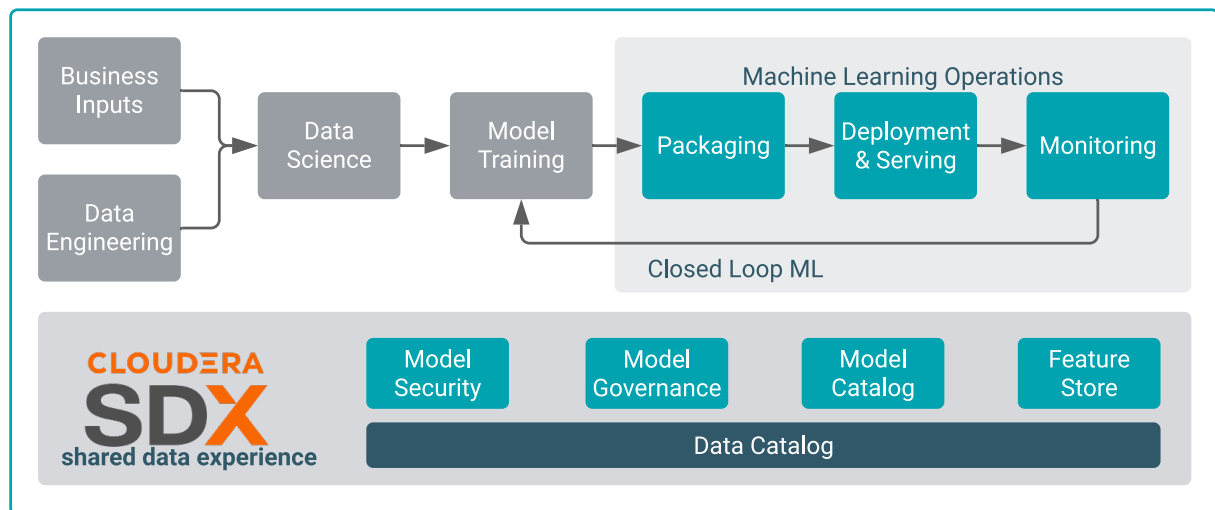 Business
Inputs
Data
Engineering
Data
Science
Model
Training
Machine Learning Operations
Packaging
Deployment
& Serving
Monitoring
Closed Loop ML
CLOUDERA
SDX
shared data experience
Model
Security
Model
Governance
Model
Catalog
Feature
Store
Data Catalog